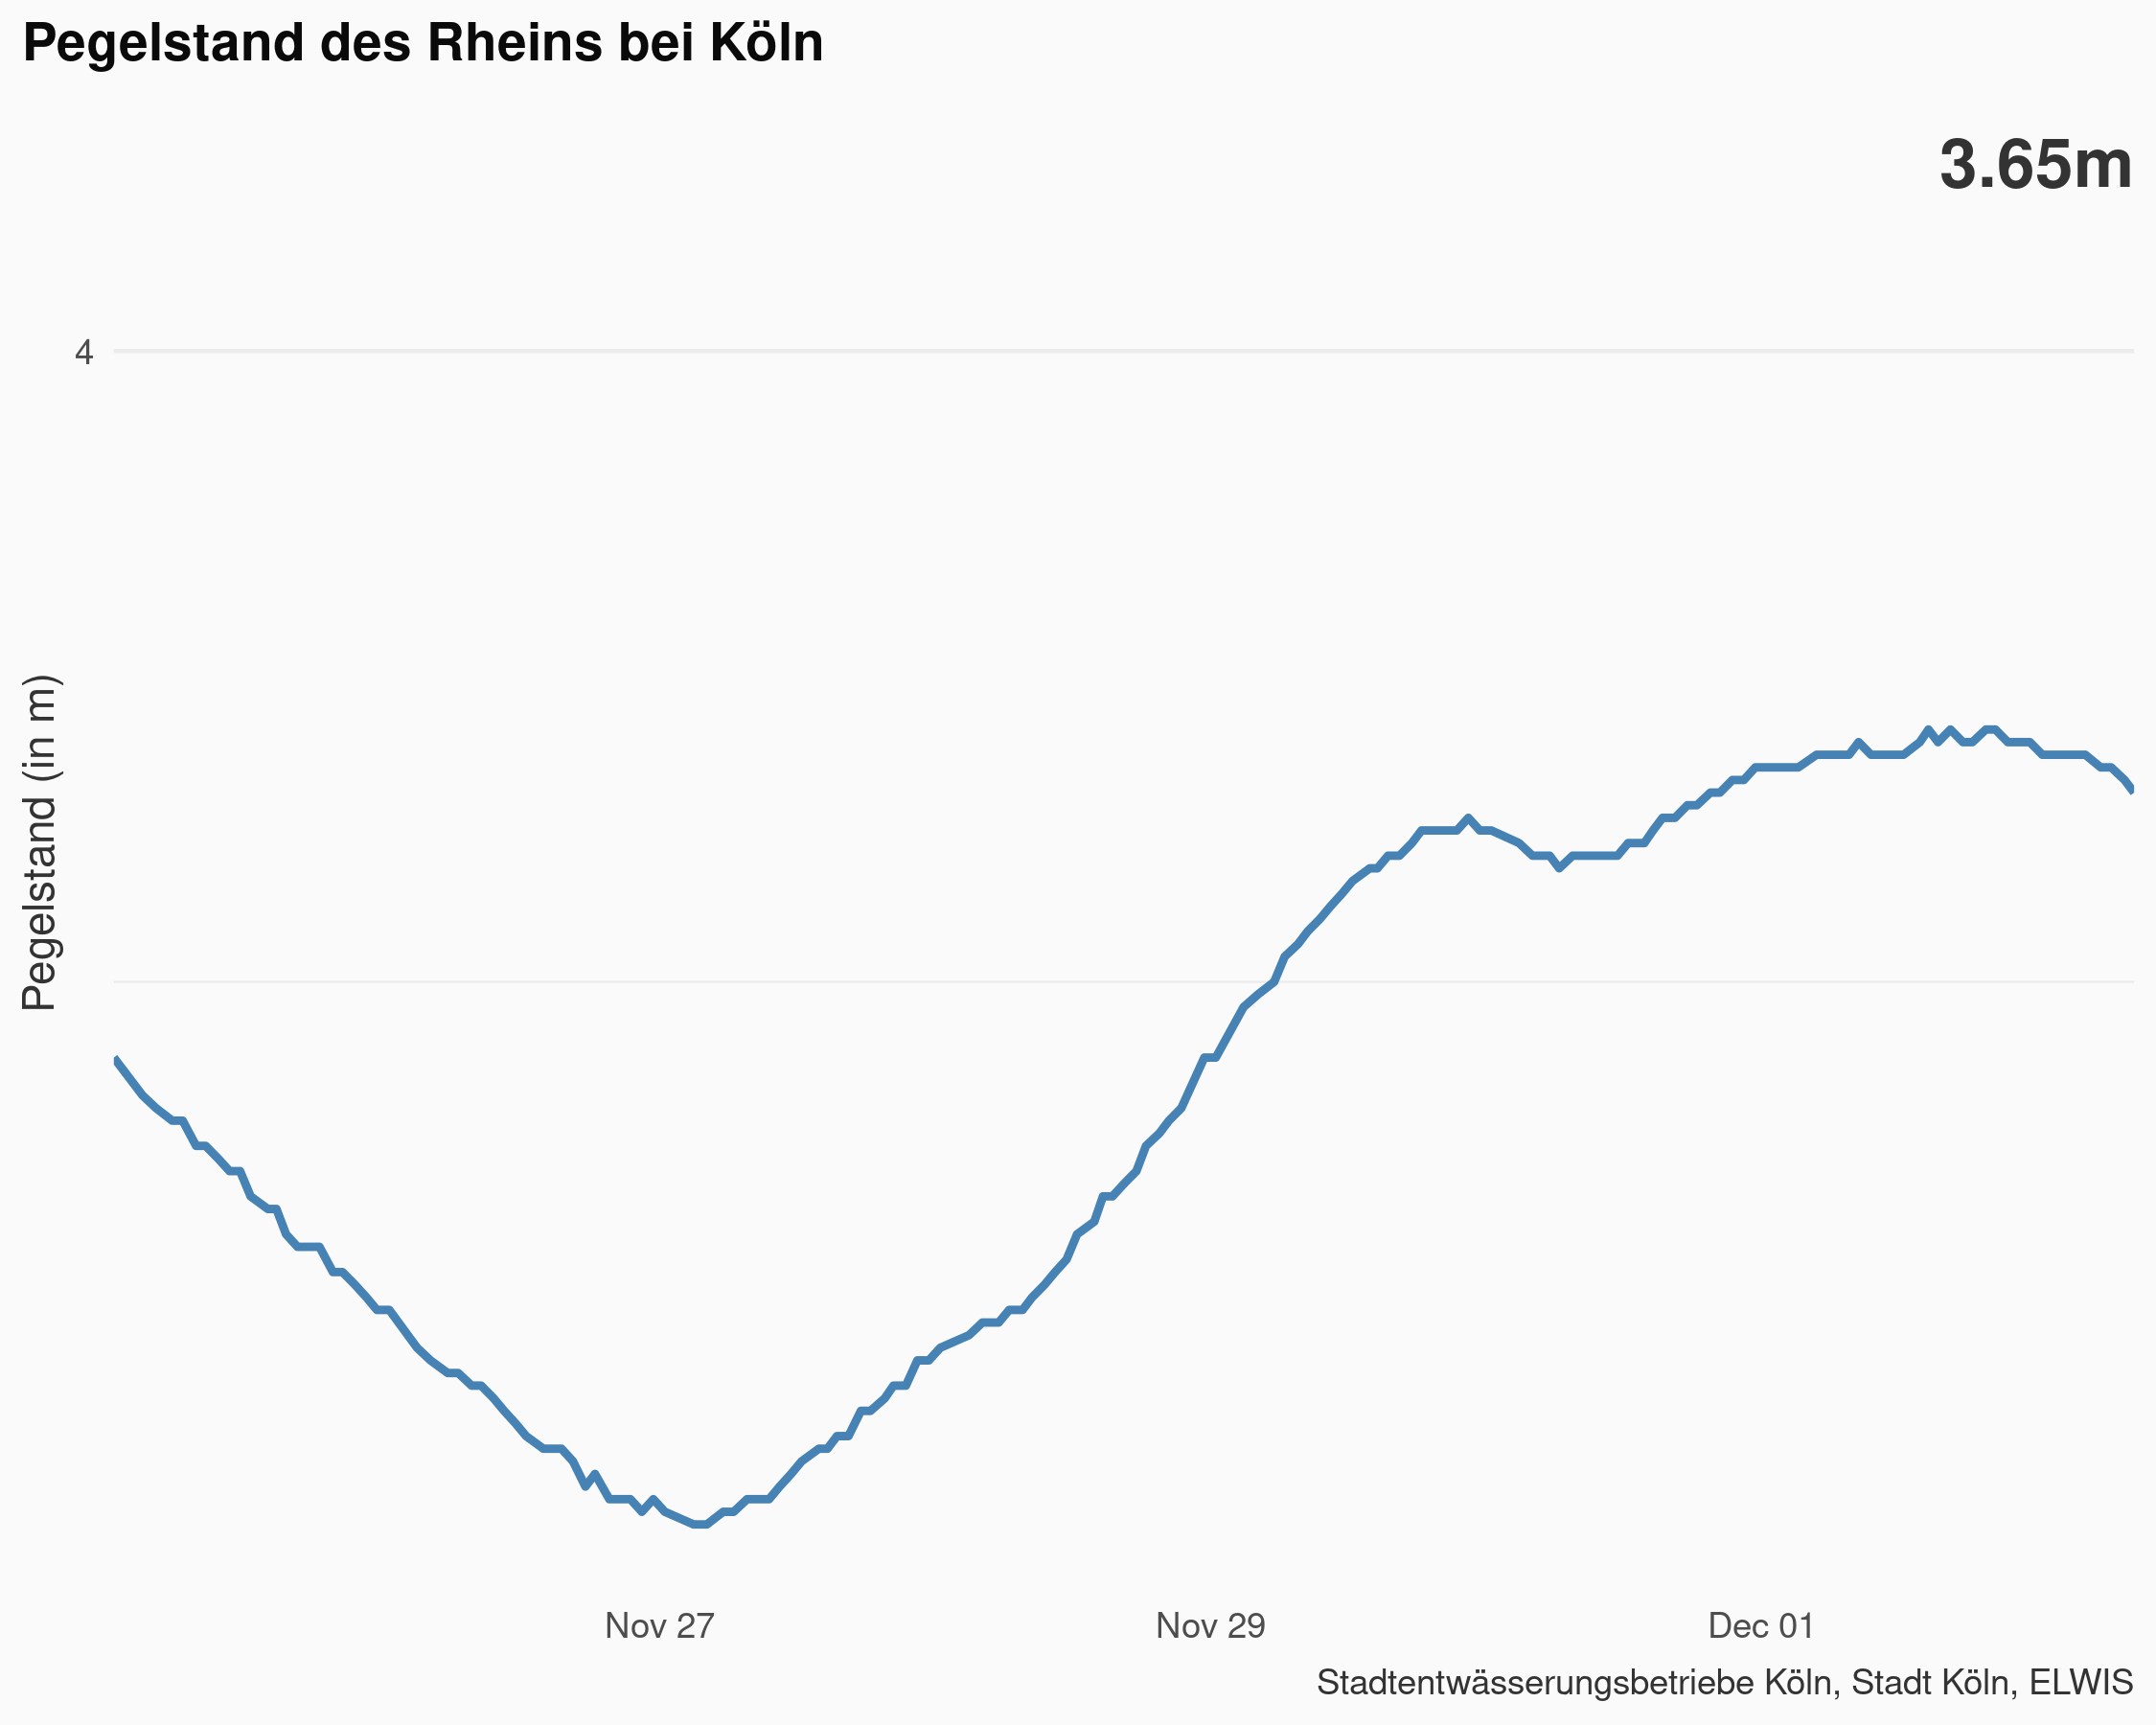 Pegelstand des Rheins bei Köln
3.65m
4
Pegelstand (in m)
Nov 27
Nov 29
Dec 01
Stadtentwässerungsbetriebe Köln, Stadt Köln, ELWIS